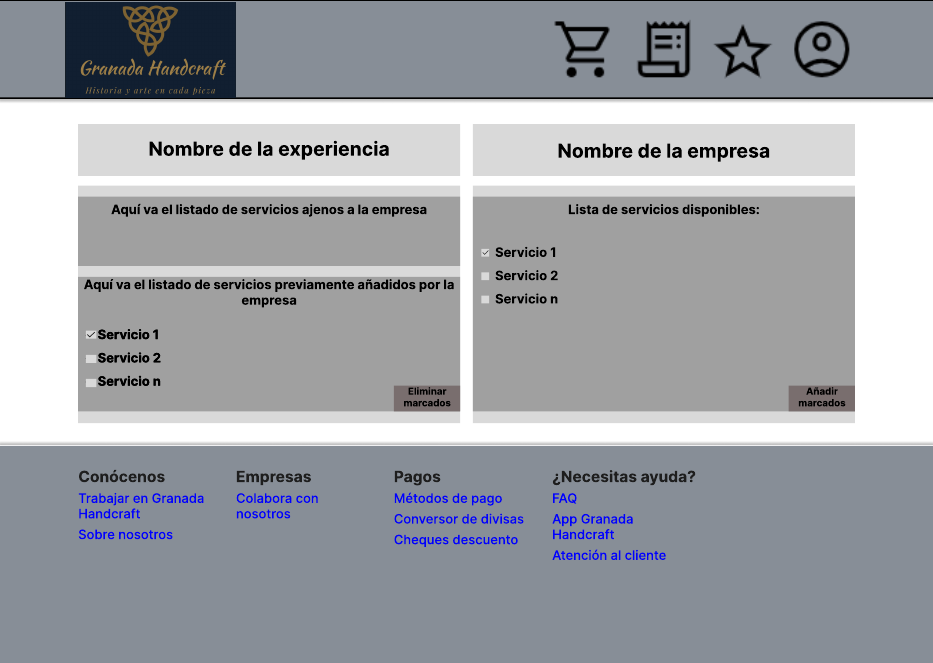 Granada Handcraft
Historia y arte en cada pieza
Nombre de la experiencia
Nombre de la empresa
Aquí va el listado de servicios ajenos a la empresa
Aquí va el listado de servicios previamente añadidos por la
empresa
Servicio 1
Servicio 2
Servicio n
Eliminar
marcados
Lista de servicios disponibles:
Servicio 1
Servicio 2
Servicio n
Añadir
marcados
Conócenos
Trabajar en Granada
Handcraft
Sobre nosotros
Empresas
Colabora con
nosotros
Pagos
Métodos de pago
Conversor de divisas
Cheques descuento
¿Necesitas ayuda?
FAQ
App Granada
Handcraft
Atención al cliente